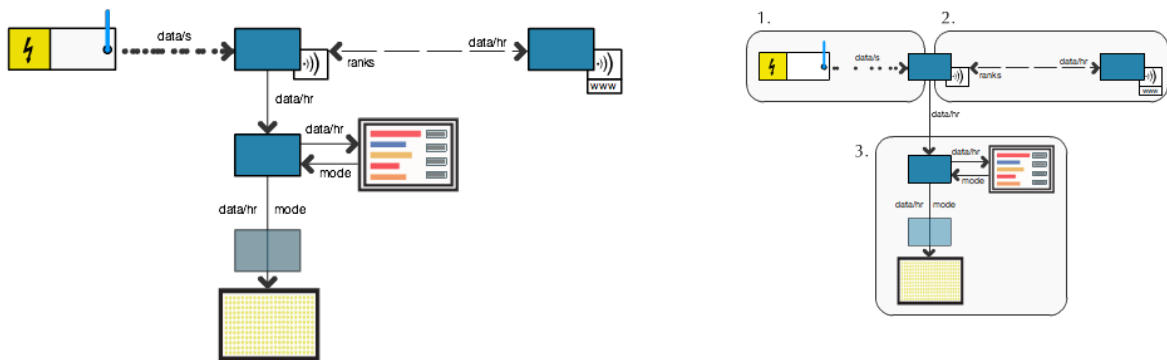 data/s
data/hr
ranks
www
data/hr
data/hr
mode
data/hr mode
1.
2.
data/s
data/hr
ranks
www
data/hr
3.
data/hr
mode
data/hr mode